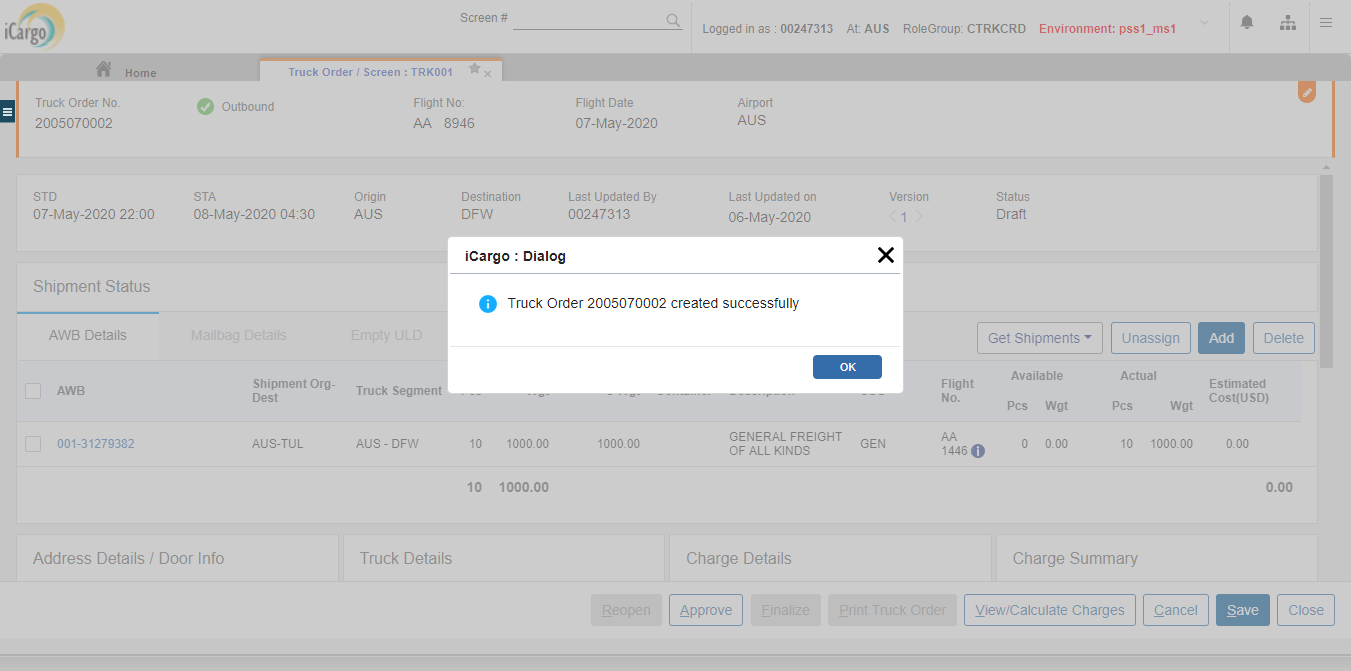 iCargo
Screen #
Logged in as : 00247313 At: AUS RoleGroup: CTRKCRD Environment: pss1_ms1
Home
Truck Order / Screen : TRK001
Truck Order No.
2005070002
Outbound
Flight No:
AA 8946
Flight Date
07-May-2020
Airport
AUS
STD
07-May-2020 22:00
STA
08-May-2020 04:30
Origin
AUS
Destination
DFW
Last Updated By
00247313
Last Updated on
06-May-2020
Version
1
Status
Draft
iCargo : Dialog
Truck Order 2005070002 created successfully
OK
Shipment Status
AWB Details Mailbag Details Empty ULD
Get Shipments Unassign Add Delete
AWB
Shipment Org-
Dest
Truck Segment
Flight
No.
Available
Pcs Wgt
Actual
Pcs Wgt
Estimated
Cost(USD)
001-31279382 AUS-TUL AUS - DFW 10 1000.00 1000.00
GENERAL FREIGHT
OF ALL KINDS
GEN
AA
1446
0 0.00 10 1000.00 0.00
10 1000.00 0.00
Address Details / Door Info Truck Details Charge Details Charge Summary
Reopen Approve Finalize Print Truck Order View/Calculate Charges Cancel Save Close